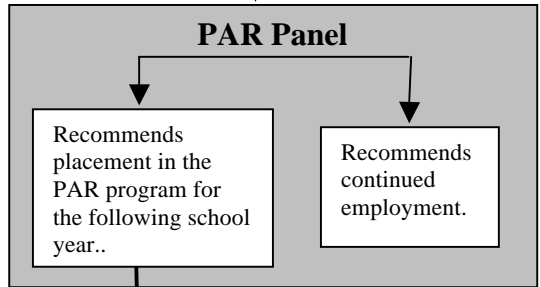 PAR Panel
Recommends
placement in the
PAR program for
the following school
year..
Recommends
continued
employment.